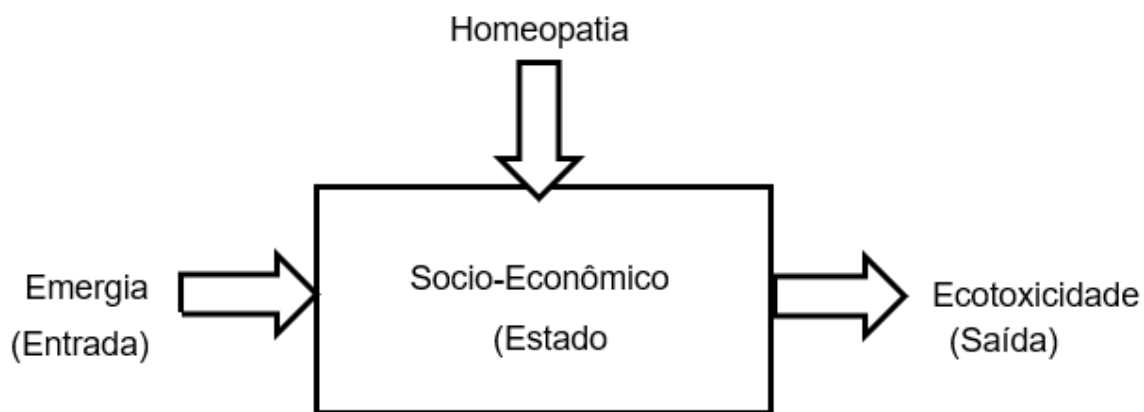 Homeopatia
Emergia
(Entrada)
Socio-Econômico
(Estado
Ecotoxicidade
(Saída)